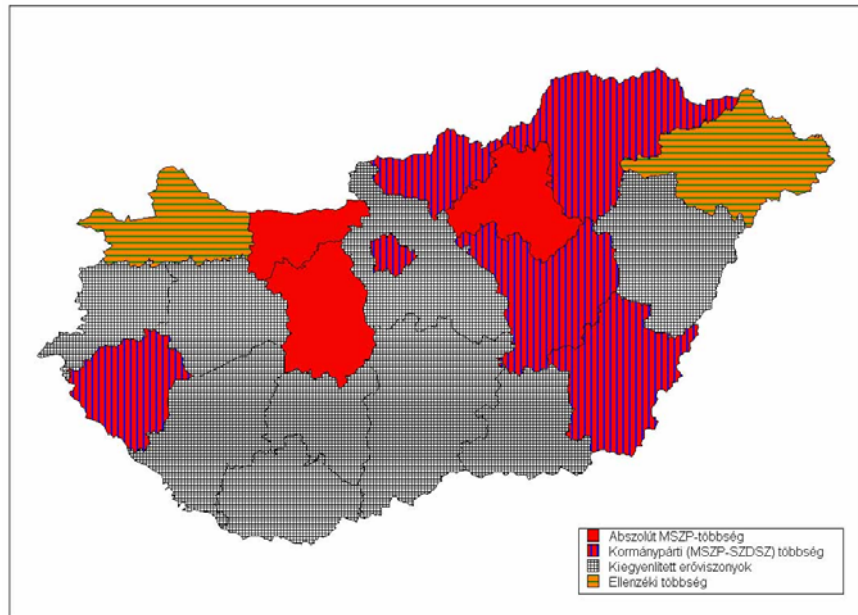 Abszolút MSZP-többség
Kormánypárti (MSZP-SZDSZ) többség
Kiegyenlített erőviszonyok
Ellenzéki többség